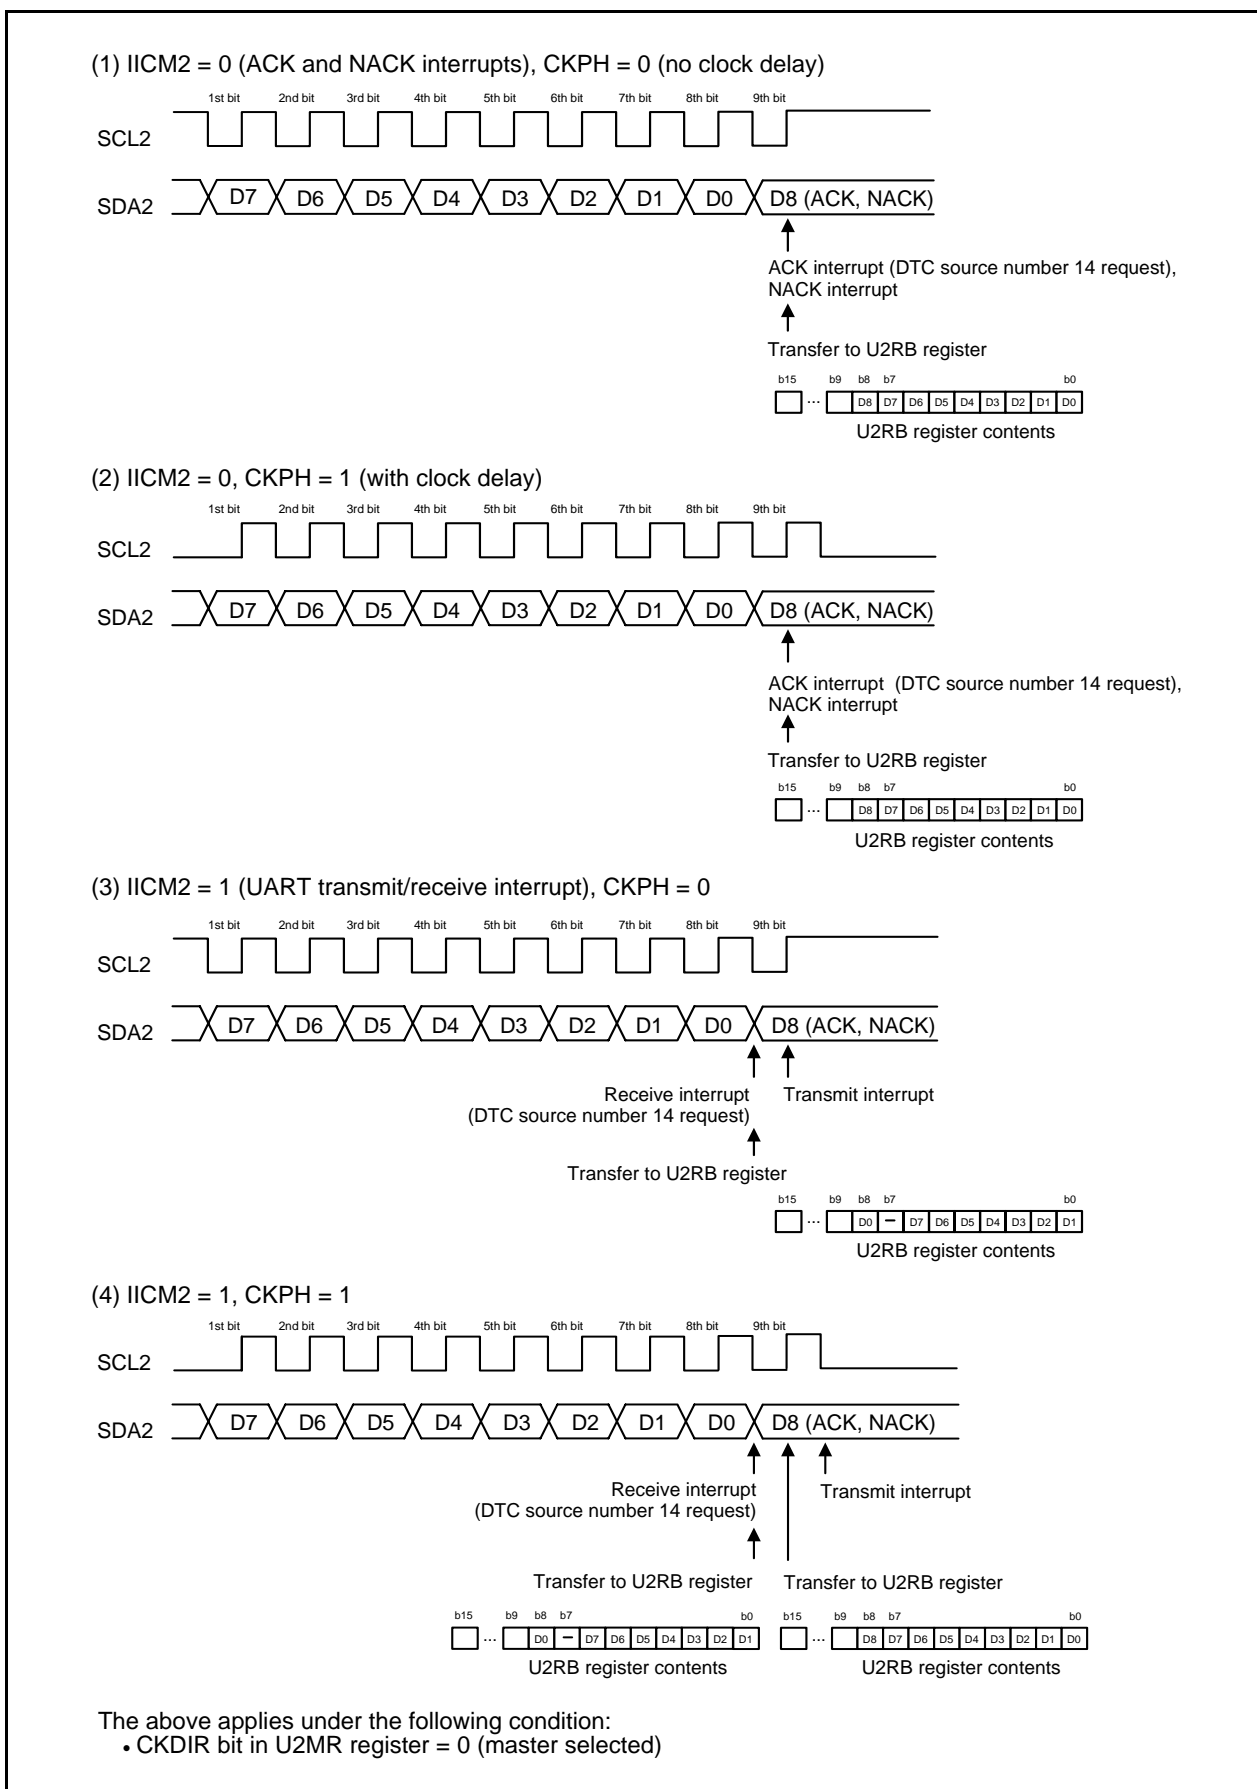 (1) IICM2 = 0 (ACK and NACK interrupts), CKPH = 0 (no clock delay)
1st bit 2nd bit 3rd bit 4th bit 5th bit 6th bit 7th bit 8th bit 9th bit
SCL2
SDA2 D7 D6 D5 D4 D3 D2 D1 D0 D8 (ACK, NACK)
ACK interrupt (DTC source number 14 request),
NACK interrupt
Transfer to U2RB register
b15 b9 b8 b7 b0
... D8 D7 D6 D5 D4 D3 D2 D1 D0
U2RB register contents
(2) IICM2 = 0, CKPH = 1 (with clock delay)
1st bit 2nd bit 3rd bit 4th bit 5th bit 6th bit 7th bit 8th bit 9th bit
SCL2
SDA2 D7 D6 D5 D4 D3 D2 D1 D0 D8 (ACK, NACK)
ACK interrupt (DTC source number 14 request),
NACK interrupt
Transfer to U2RB register
b15 b9 b8 b7 b0
... D8 D7 D6 D5 D4 D3 D2 D1 D0
U2RB register contents
(3) IICM2 = 1 (UART transmit/receive interrupt), CKPH = 0
1st bit 2nd bit 3rd bit 4th bit 5th bit 6th bit 7th bit 8th bit 9th bit
SCL2
SDA2 D7 D6 D5 D4 D3 D2 D1 D0 D8 (ACK, NACK)
Receive interrupt Transmit interrupt
(DTC source number 14 request)
Transfer to U2RB register
b15 b9 b8 b7 b0
... D0 – D7 D6 D5 D4 D3 D2 D1
U2RB register contents
(4) IICM2 = 1, CKPH = 1
1st bit 2nd bit 3rd bit 4th bit 5th bit 6th bit 7th bit 8th bit 9th bit
SCL2
SDA2 D7 D6 D5 D4 D3 D2 D1 D0 D8 (ACK, NACK)
Receive interrupt Transmit interrupt
(DTC source number 14 request)
Transfer to U2RB register Transfer to U2RB register
b15 b9 b8 b7 b0 b15 b9 b8 b7 b0
... D0 – D7 D6 D5 D4 D3 D2 D1 ... D8 D7 D6 D5 D4 D3 D2 D1 D0
U2RB register contents U2RB register contents
The above applies under the following condition:
• CKDIR bit in U2MR register = 0 (master selected)